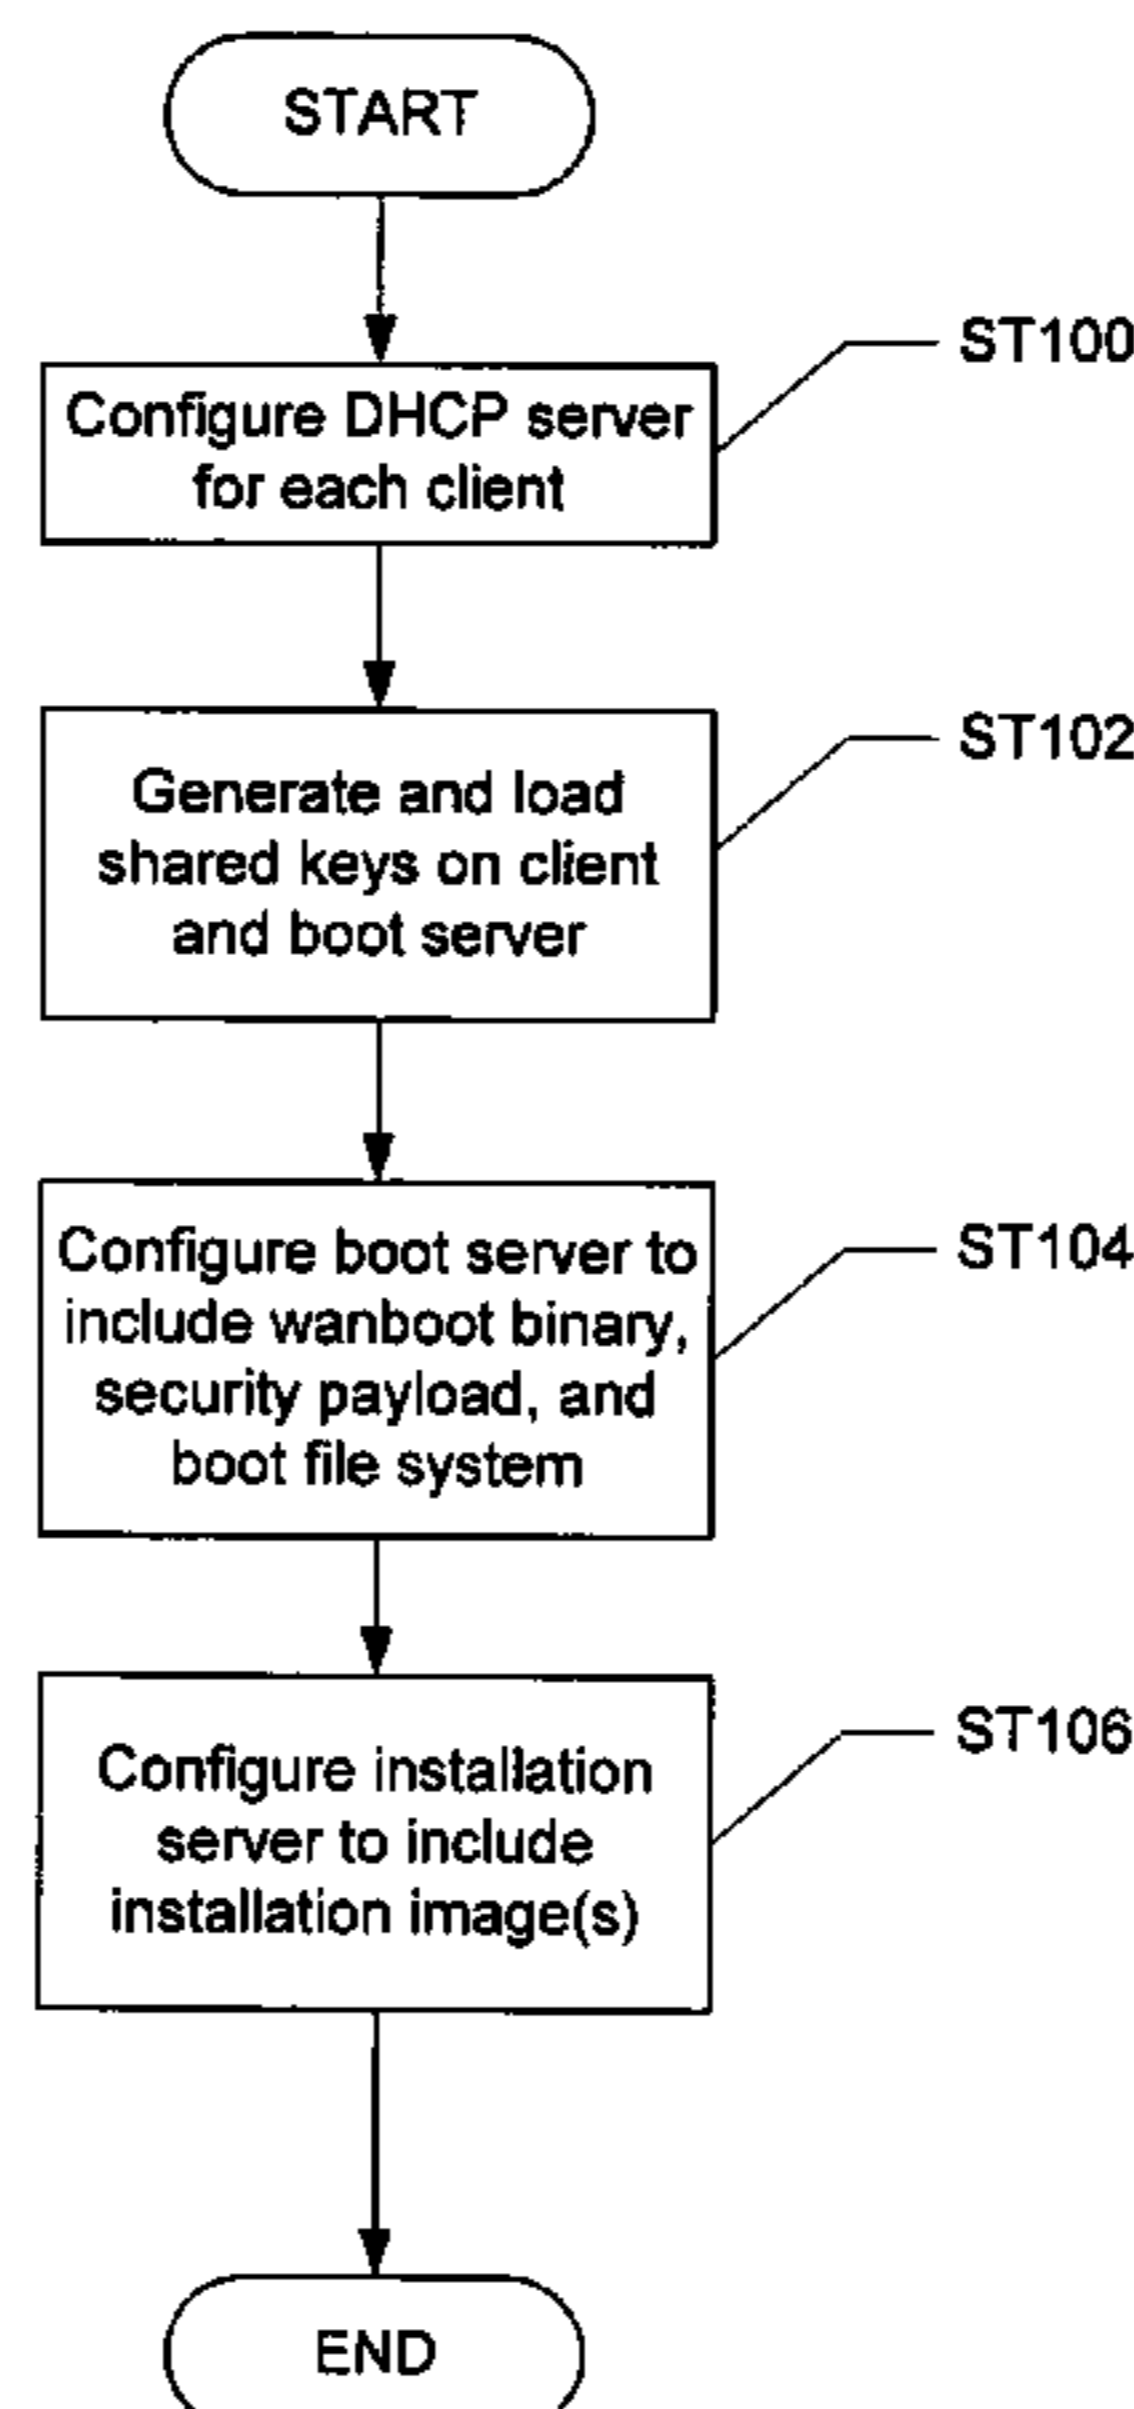 START
ST100
Configure DHCP server
for each client
ST102
Generate and load
shared keys on client
and boot server
ST104
Configure boot server to
include wanboot binary,
security payload, and
boot file system
ST106
Configure installation
server to include
installation image(s)
END